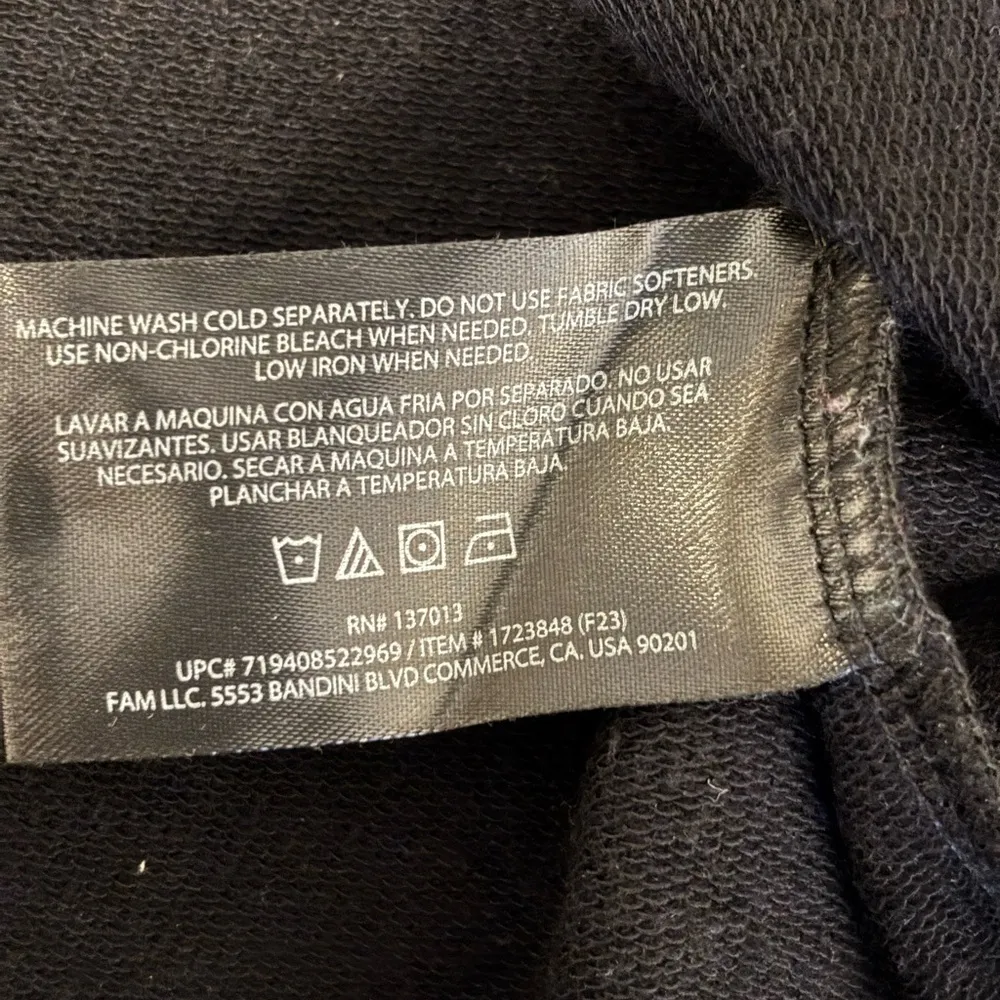 MACHINE WASH COLD SEPARATELY. DO NOT USE FABRIC SOFTENERS.
USE NON-CHLORINE BLEACH WHEN NEEDED. TUMBLE DRY LOW.
LOW IRON WHEN NEEDED.
LAVAR A MAQUINA CON AGUA FRIA POR SEPARADO. NO USAR
SUAVIZANTES. USAR BLANQUEADOR SIN CLORO CUANDO SEA
NECESARIO. SECAR A MAQUINA A TEMPERATURA BAJA.
PLANCHAR A TEMPERATURA BAJA.
RN# 137013
UPC# 719408522969 / ITEM # 1723848 (F23)
FAM LLC. 5553 BANDINI BLVD COMMERCE, CA. USA 90201